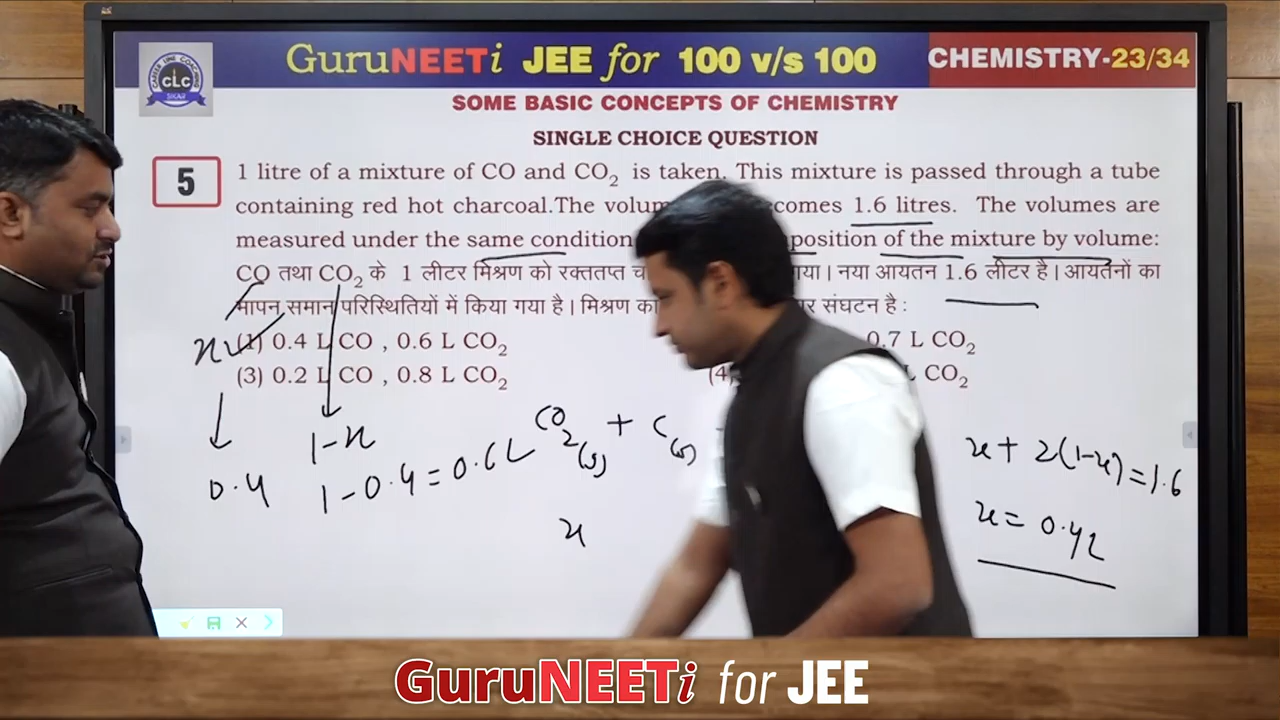 GuruNEETi JEE for 100 v/s 100
CHEMISTRY-23/34
CLC
SIKAR
SOME BASIC CONCEPTS OF CHEMISTRY
SINGLE CHOICE QUESTION
5
1 litre of a mixture of CO and CO2 is taken. This mixture is passed through a tube
containing red hot charcoal.The becomes 1.6 litres. The volumes are
measured under the same of the mixture by volume:
CO तथा CO2 के 1 लीटर मिश्रण को रक्ततप्त नया आयतन 1.6 लीटर है। आयतनों का
मापन समान परिस्थितियों में किया गया है। मिश्रण का संघटन है :
(1) 0.4 L CO , 0.6 L CO2
0.7 L CO2
(3) 0.2 L CO , 0.8 L CO2
(4) CO2
x
0.4
1-x
1-0.4=0.6L
CO2(g) + C(s)
x
x+ 2(1-x)=1.6
x= 0.4L
GuruNEETi for JEE